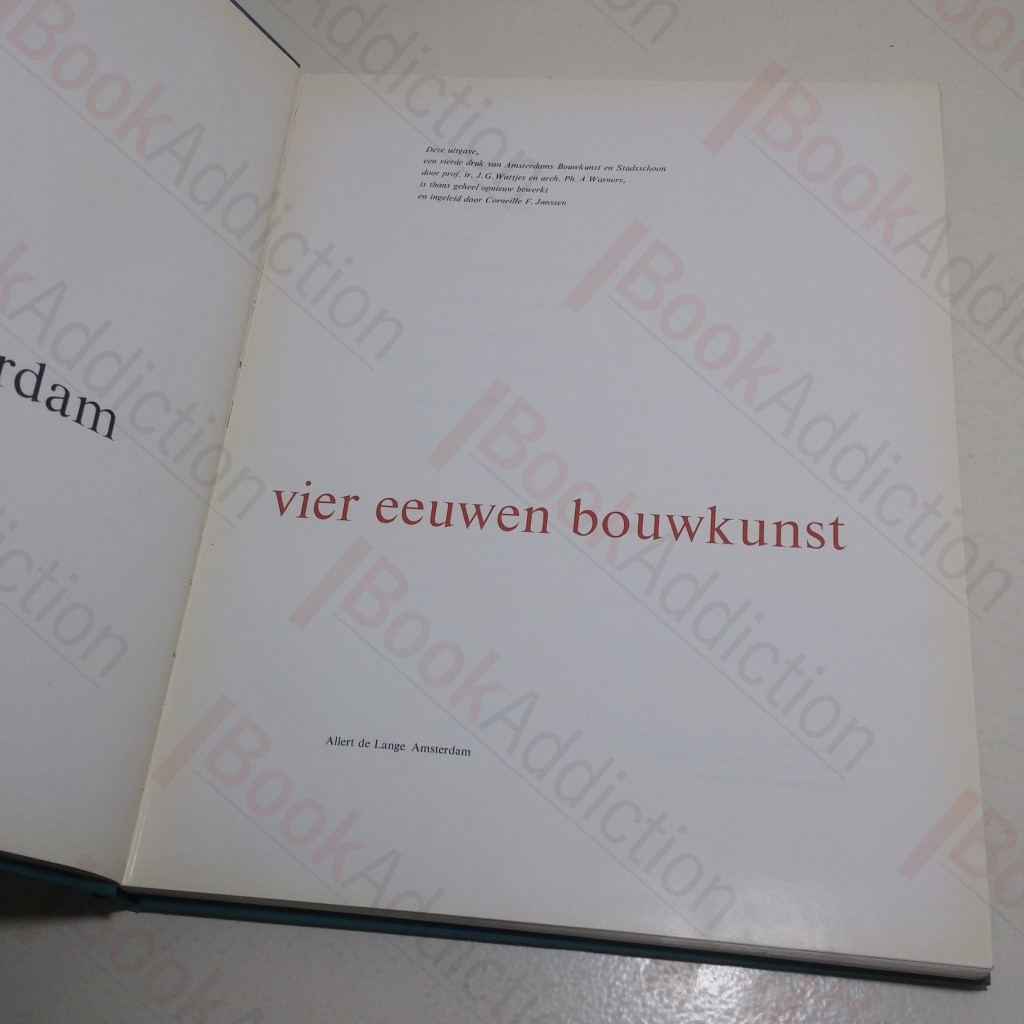 rdam
Deze uitgave,
een vierde druk van Amsterdams Bouwkunst en Stadsschoon
door prof. ir. J.G. Wattjes en arch. Ph. A. Warners,
is thans geheel opnieuw bewerkt
en ingeleid door Corneille F. Janssen
vier eeuwen bouwkunst
Allert de Lange Amsterdam
BookAddiction